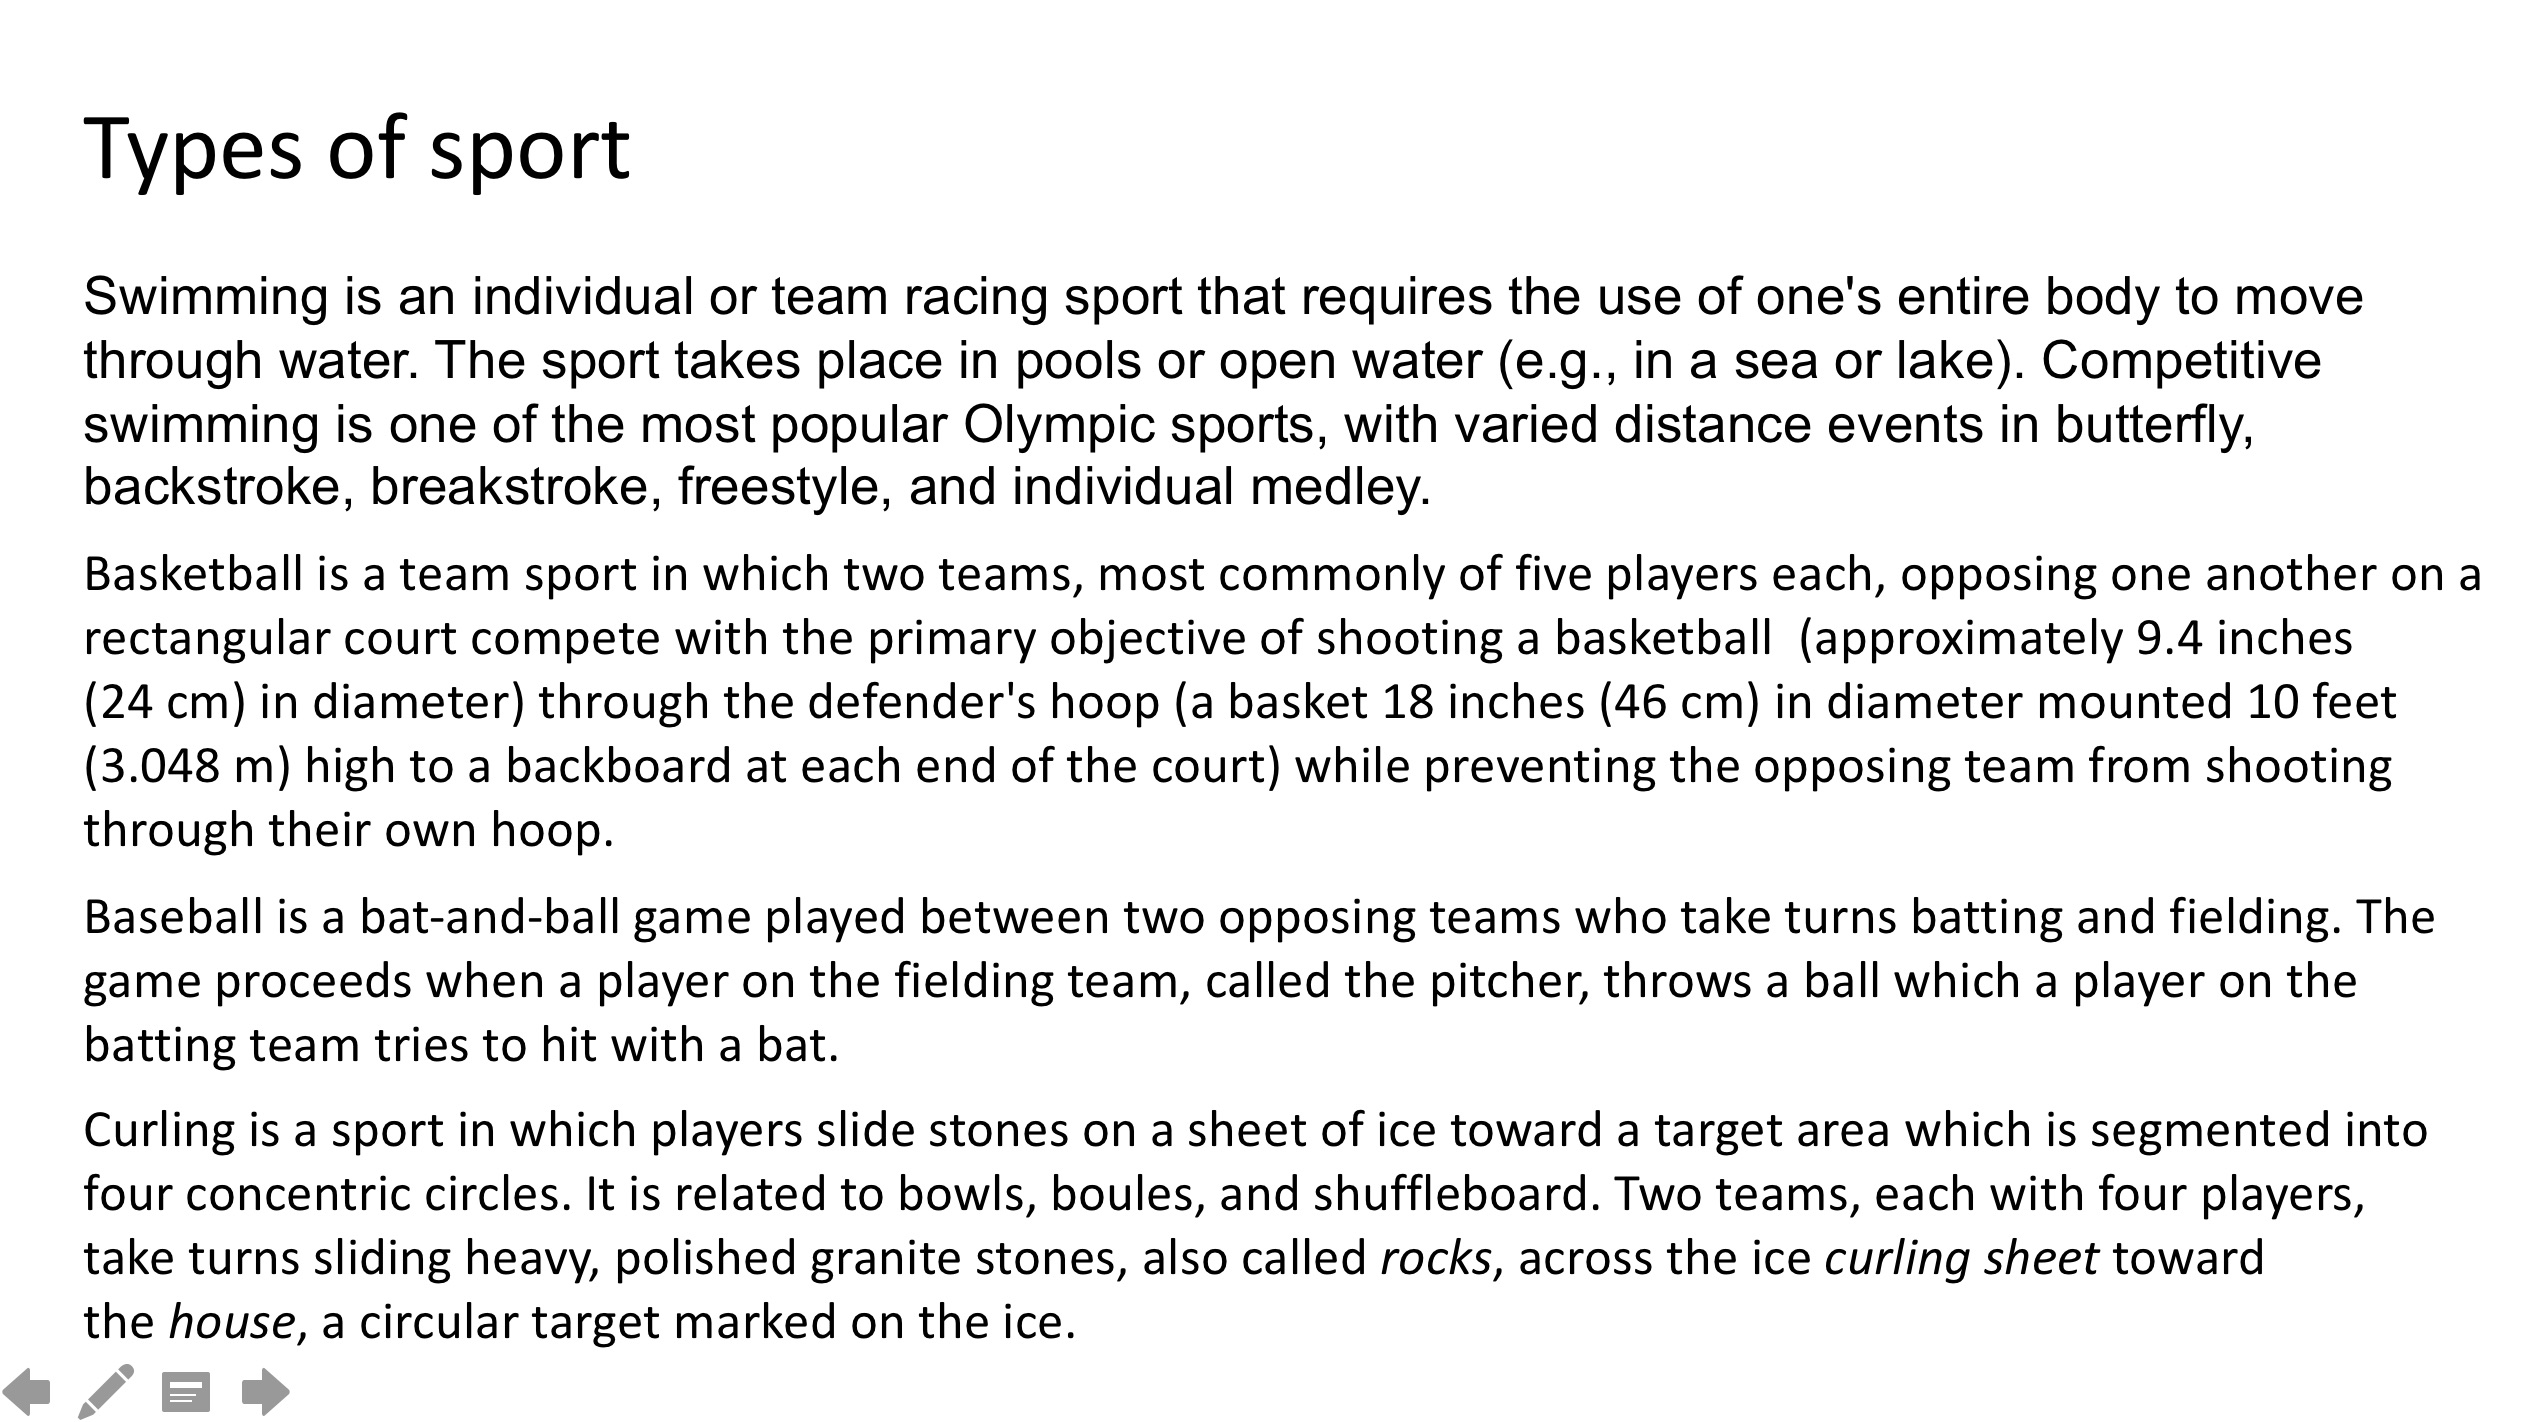 Types of sport
Swimming is an individual or team racing sport that requires the use of one's entire body to move
through water. The sport takes place in pools or open water (e.g., in a sea or lake). Competitive
swimming is one of the most popular Olympic sports, with varied distance events in butterfly,
backstroke, breakstroke, freestyle, and individual medley.
Basketball is a team sport in which two teams, most commonly of five players each, opposing one another on a
rectangular court compete with the primary objective of shooting a basketball  (approximately 9.4 inches
(24 cm) in diameter) through the defender's hoop (a basket 18 inches (46 cm) in diameter mounted 10 feet
(3.048 m) high to a backboard at each end of the court) while preventing the opposing team from shooting
through their own hoop.
Baseball is a bat-and-ball game played between two opposing teams who take turns batting and fielding. The
game proceeds when a player on the fielding team, called the pitcher, throws a ball which a player on the
batting team tries to hit with a bat.
Curling is a sport in which players slide stones on a sheet of ice toward a target area which is segmented into
four concentric circles. It is related to bowls, boules, and shuffleboard. Two teams, each with four players,
take turns sliding heavy, polished granite stones, also called rocks, across the ice curling sheet toward
the house, a circular target marked on the ice.